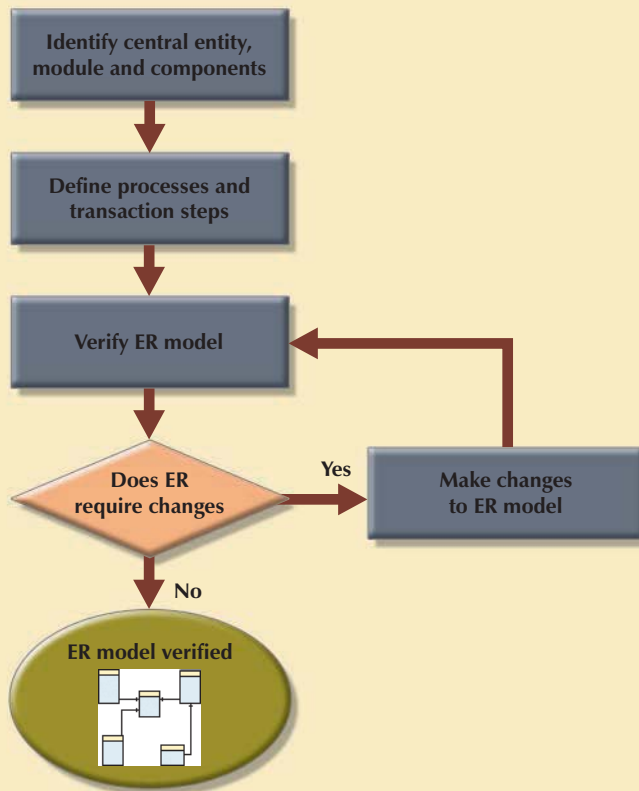 Identify central entity,
module and components
Define processes and
transaction steps
Verify ER model
Does ER
require changes
Yes
Make changes
to ER model
No
ER model verified